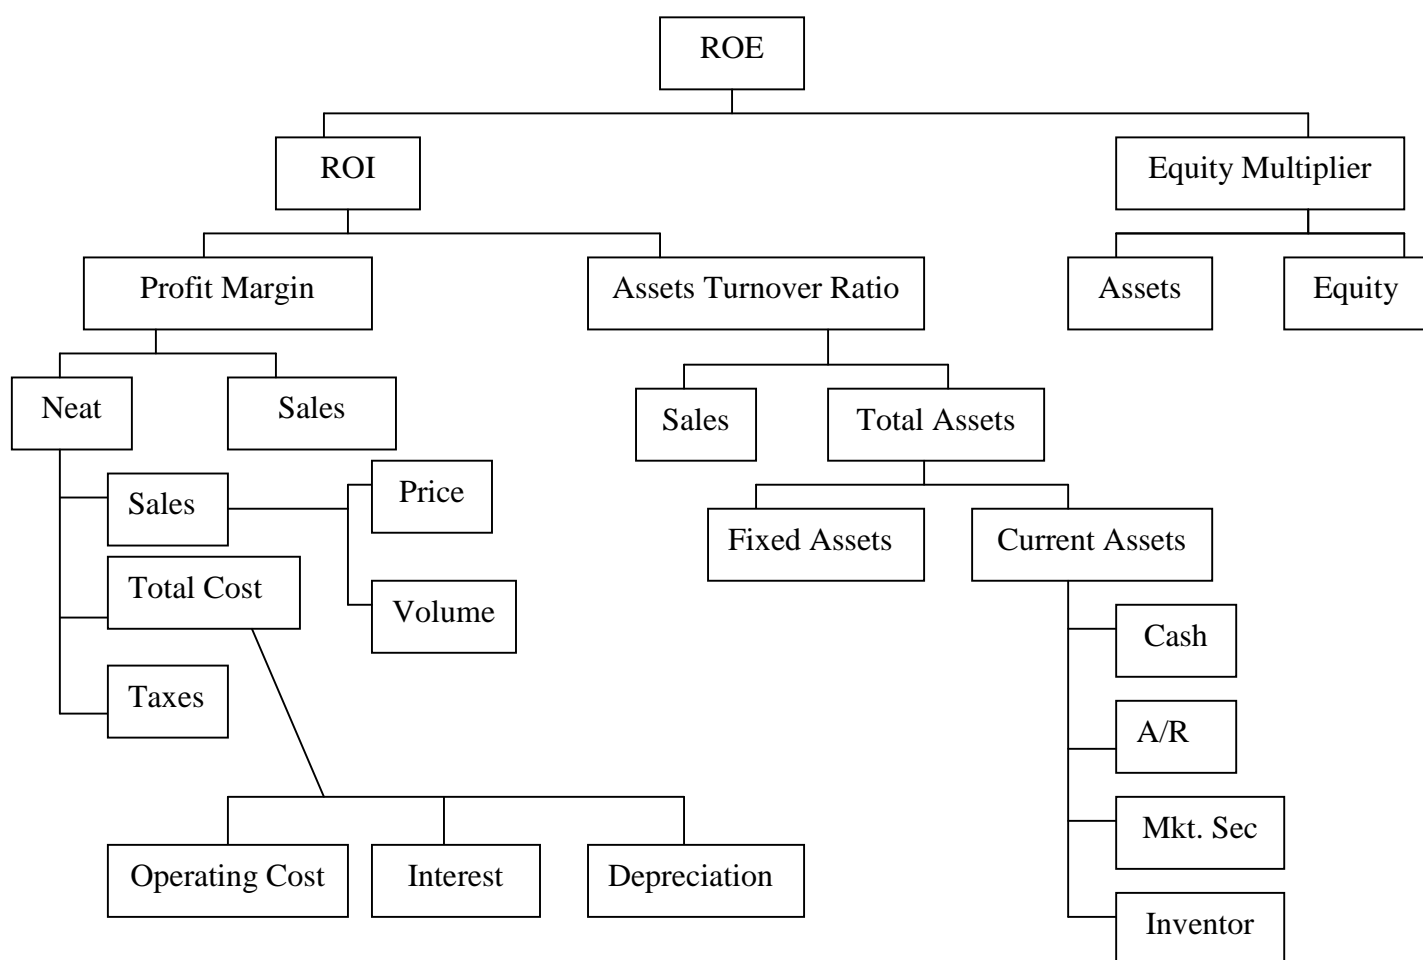 ROE
ROI
Equity Multiplier
Profit Margin
Assets Turnover Ratio
Assets
Equity
Neat
Sales
Sales
Total Assets
Sales
Price
Fixed Assets
Current Assets
Total Cost
Volume
Cash
Taxes
A/R
Mkt. Sec
Operating Cost
Interest
Depreciation
Inventor